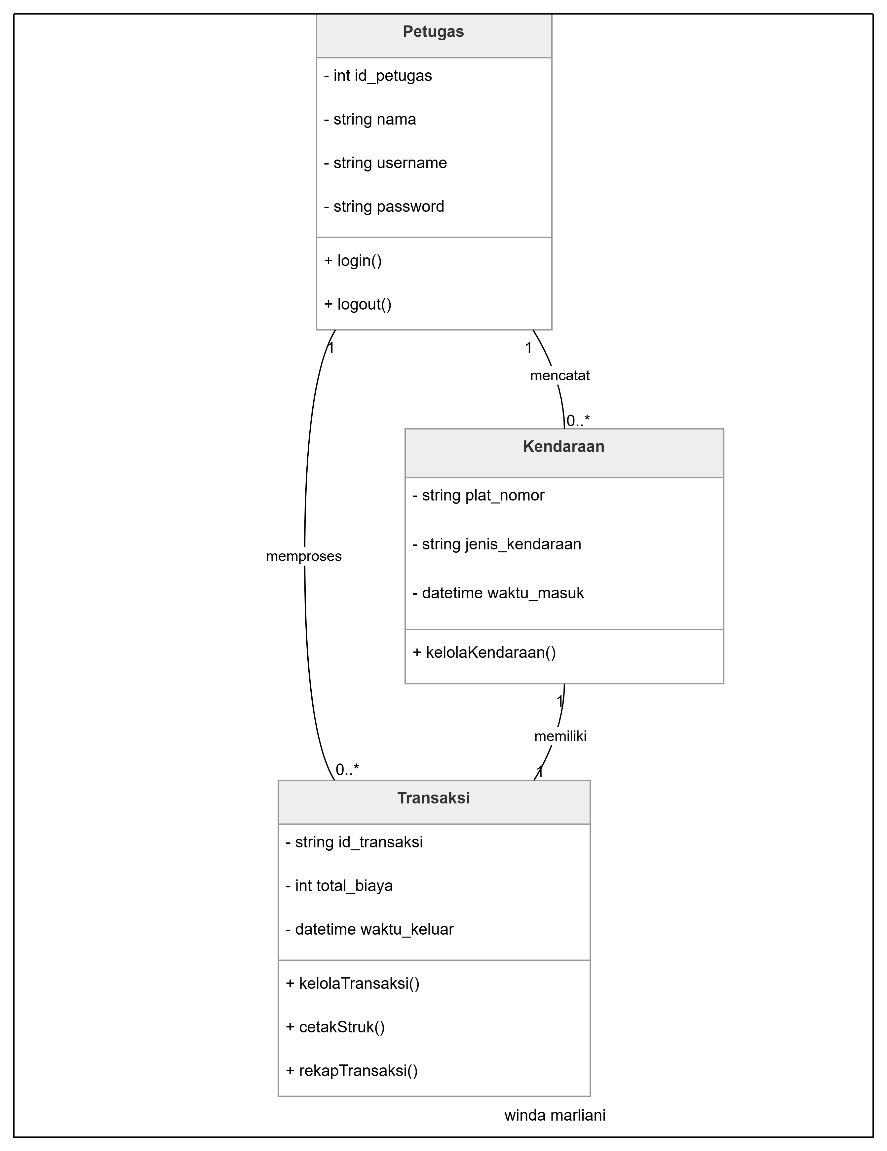 Petugas
- int id_petugas
- string nama
- string username
- string password
+ login()
+ logout()
1
1
mencatat
0..*
Kendaraan
- string plat_nomor
- string jenis_kendaraan
- datetime waktu_masuk
+ kelolaKendaraan()
memproses
1
memiliki
1
0..*
Transaksi
- string id_transaksi
- int total_biaya
- datetime waktu_keluar
+ kelolaTransaksi()
+ cetakStruk()
+ rekapTransaksi()
winda marliani